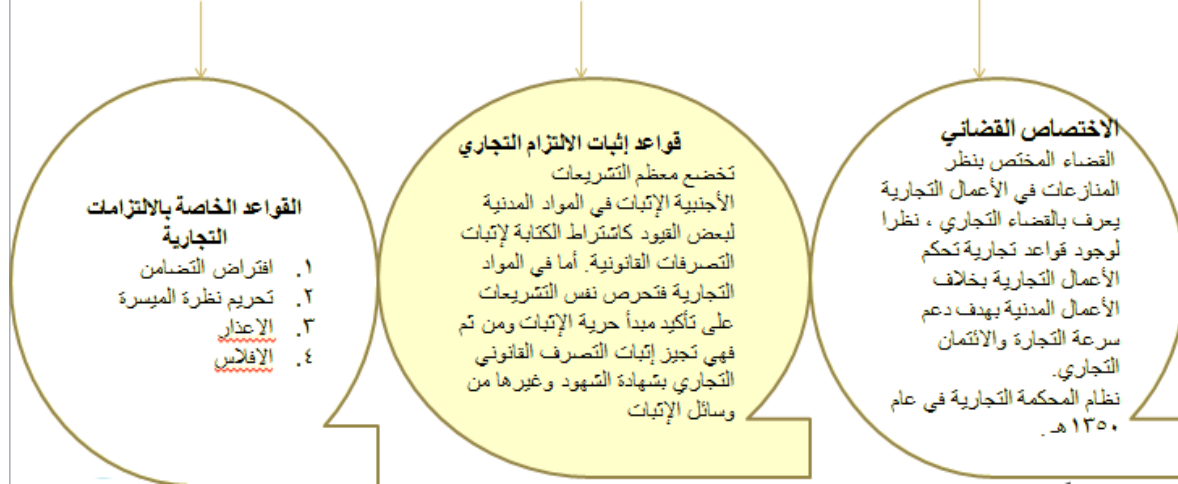 الاختصاص القضائي
القضاء المختص بنظر
المنازعات في الأعمال التجارية
يعرف بالقضاء التجاري ، نظرا
لوجود قواعد تجارية تحكم
الأعمال التجارية بخلاف
الأعمال المدنية بهدف دعم
سرعة التجارة والائتمان
التجاري.
نظام المحكمة التجارية في عام
١٣٥٠هـ .
قواعد إثبات الالتزام التجاري
تخضع معظم التشريعات
الأجنبية الإثبات في المواد المدنية
لبعض القيود كاشتراط الكتابة لإثبات
التصرفات القانونية. أما في المواد
التجارية فتحرص نفس التشريعات
على تأكيد مبدأ حرية الإثبات ومن ثم
فهي تجيز إثبات التصرف القانوني
التجاري بشهادة الشهود وغيرها من
وسائل الإثبات
القواعد الخاصة بالالتزامات
التجارية
١. افتراض التضامن
٢. تحريم نظرة الميسرة
٣. الاعذار
٤. الافلاس